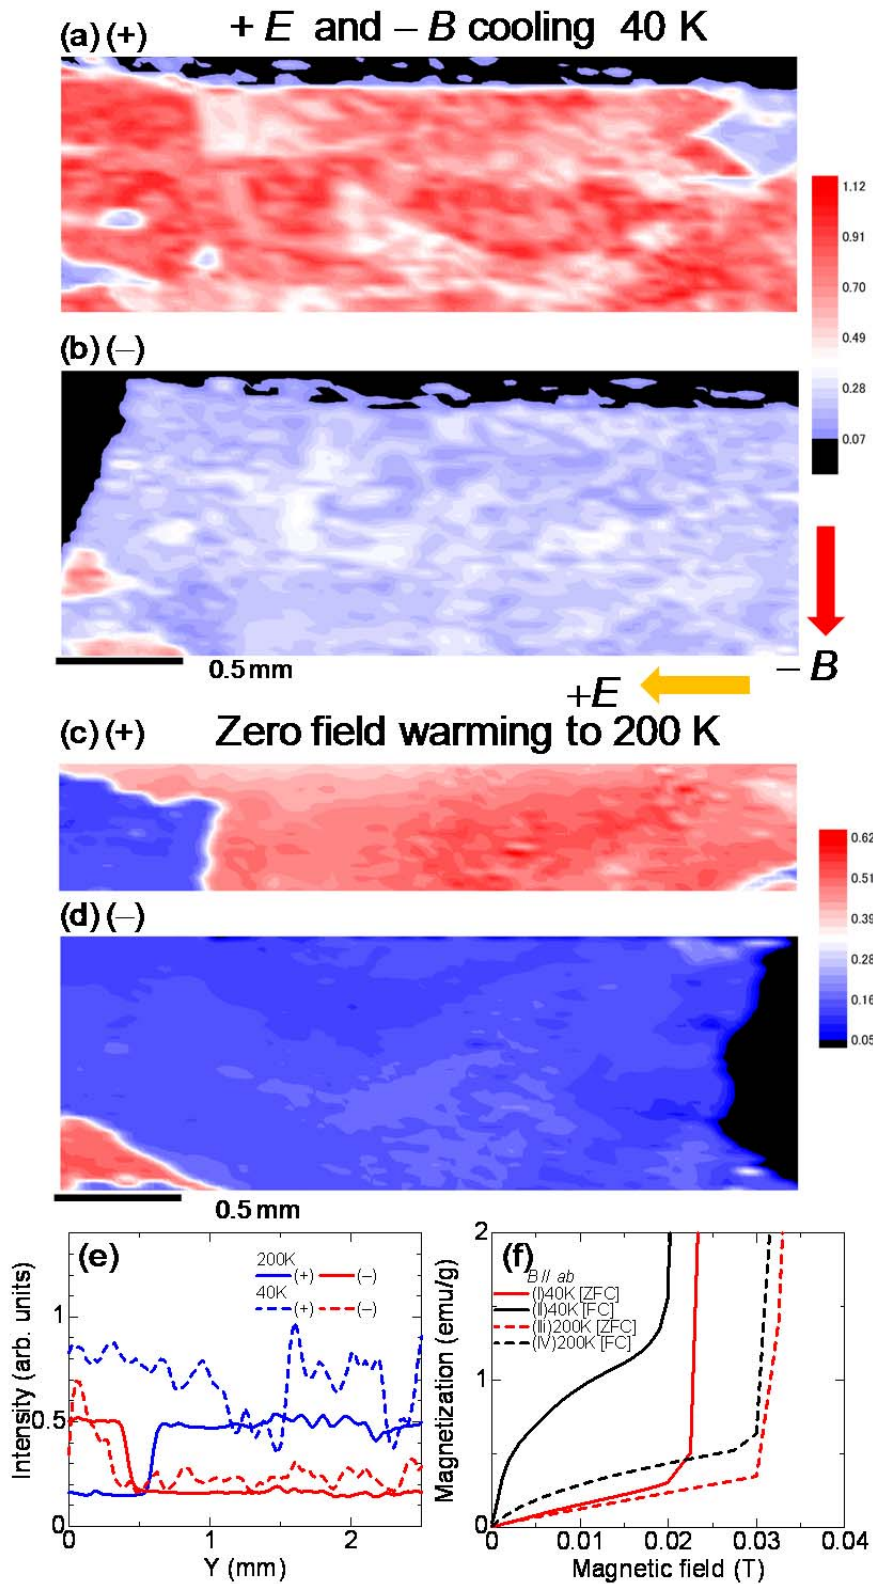 + E and – B cooling 40 K
(a) (+)
1.12
0.91
0.70
0.49
0.28
0.07
(b) (–)
0.5 mm
– B
+E
(c) (+) Zero field warming to 200 K
0.62
0.51
0.39
0.28
0.16
0.05
(d) (–)
0.5 mm
(e)
200K
(+) (–)
40K
(+) (–)
Intensity (arb. units)
1
0.5
0
0 1 2
Y (mm)
(f)
B // ab
(I)40K [ZFC]
(II)40K [FC]
(III)200K [ZFC]
(IV)200K [FC]
Magnetization (emu/g)
2
1
0
0 0.01 0.02 0.03 0.04
Magnetic field (T)